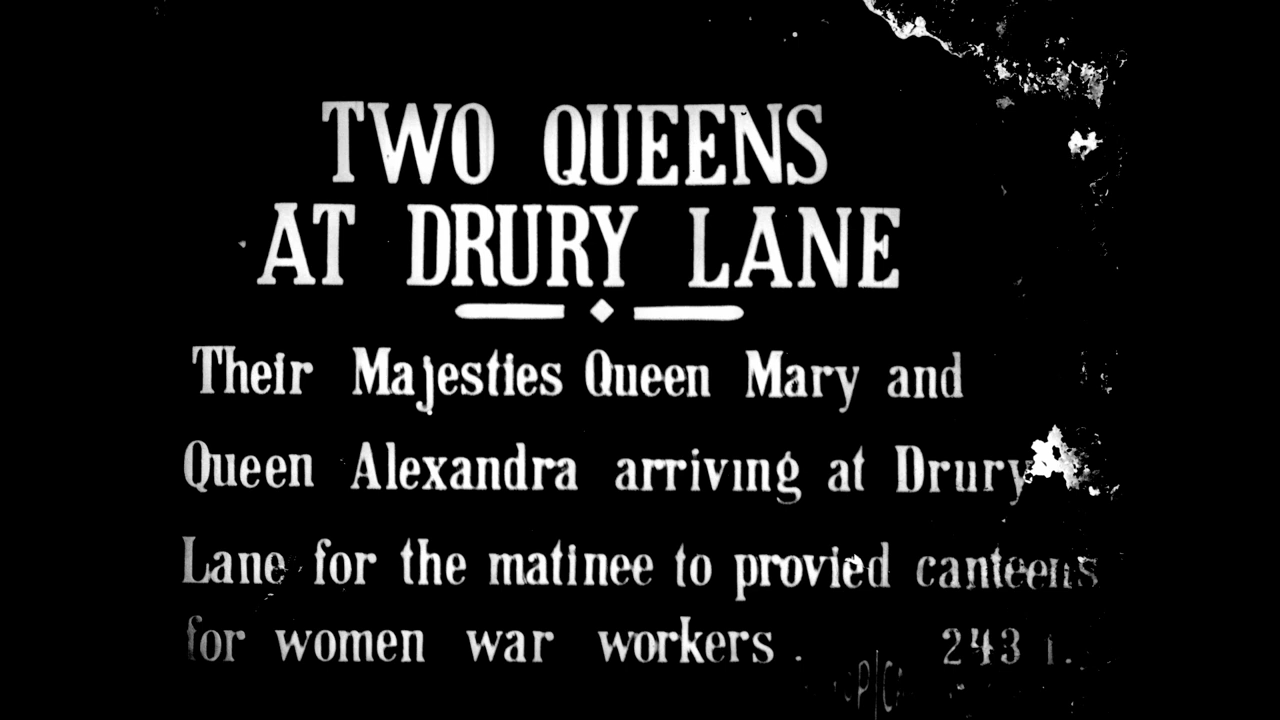 TWO QUEENS
AT DRURY LANE
Their Majesties Queen Mary and
Queen Alexandra arriving at Drury
Lane for the matinee to provied canteens
for women war workers . 243 1.